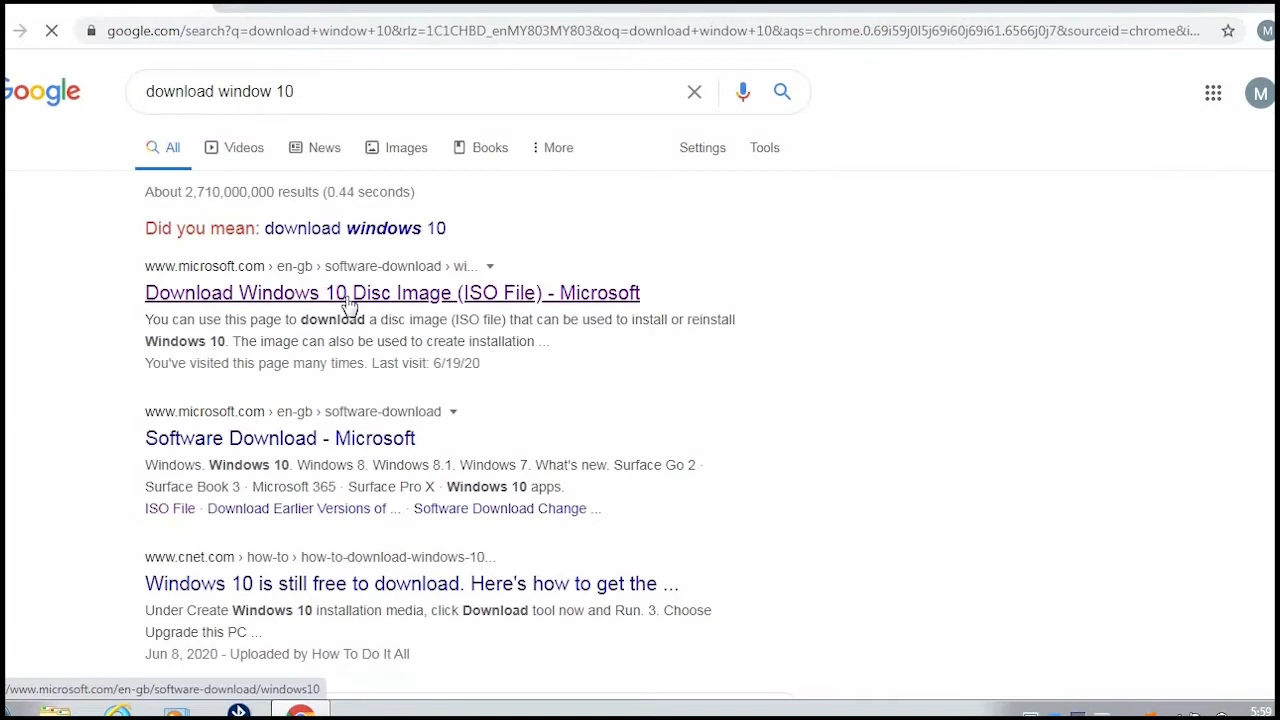 google.com/search?q=download+window+10&rlz=1C1CHBD_enMY803MY803&oq=download+window+10&aqs=chrome.0.69i59j0l5j69i60j69i61.6566j0j7&sourceid=chrome&i...
M
Google
download window 10
M
All Videos News Images Books More Settings Tools
About 2,710,000,000 results (0.44 seconds)
Did you mean: download windows 10
www.microsoft.com › en-gb › software-download › wi...
Download Windows 10 Disc Image (ISO File) - Microsoft
You can use this page to download a disc image (ISO file) that can be used to install or reinstall
Windows 10. The image can also be used to create installation ...
You've visited this page many times. Last visit: 6/19/20
www.microsoft.com › en-gb › software-download
Software Download - Microsoft
Windows. Windows 10. Windows 8. Windows 8.1. Windows 7. What's new. Surface Go 2 ·
Surface Book 3 · Microsoft 365 · Surface Pro X · Windows 10 apps.
ISO File · Download Earlier Versions of ... · Software Download Change ...
www.cnet.com › how-to › how-to-download-windows-10...
Windows 10 is still free to download. Here's how to get the ...
Under Create Windows 10 installation media, click Download tool now and Run. 3. Choose
Upgrade this PC ...
Jun 8, 2020 - Uploaded by How To Do It All
/www.microsoft.com/en-gb/software-download/windows10
5:59